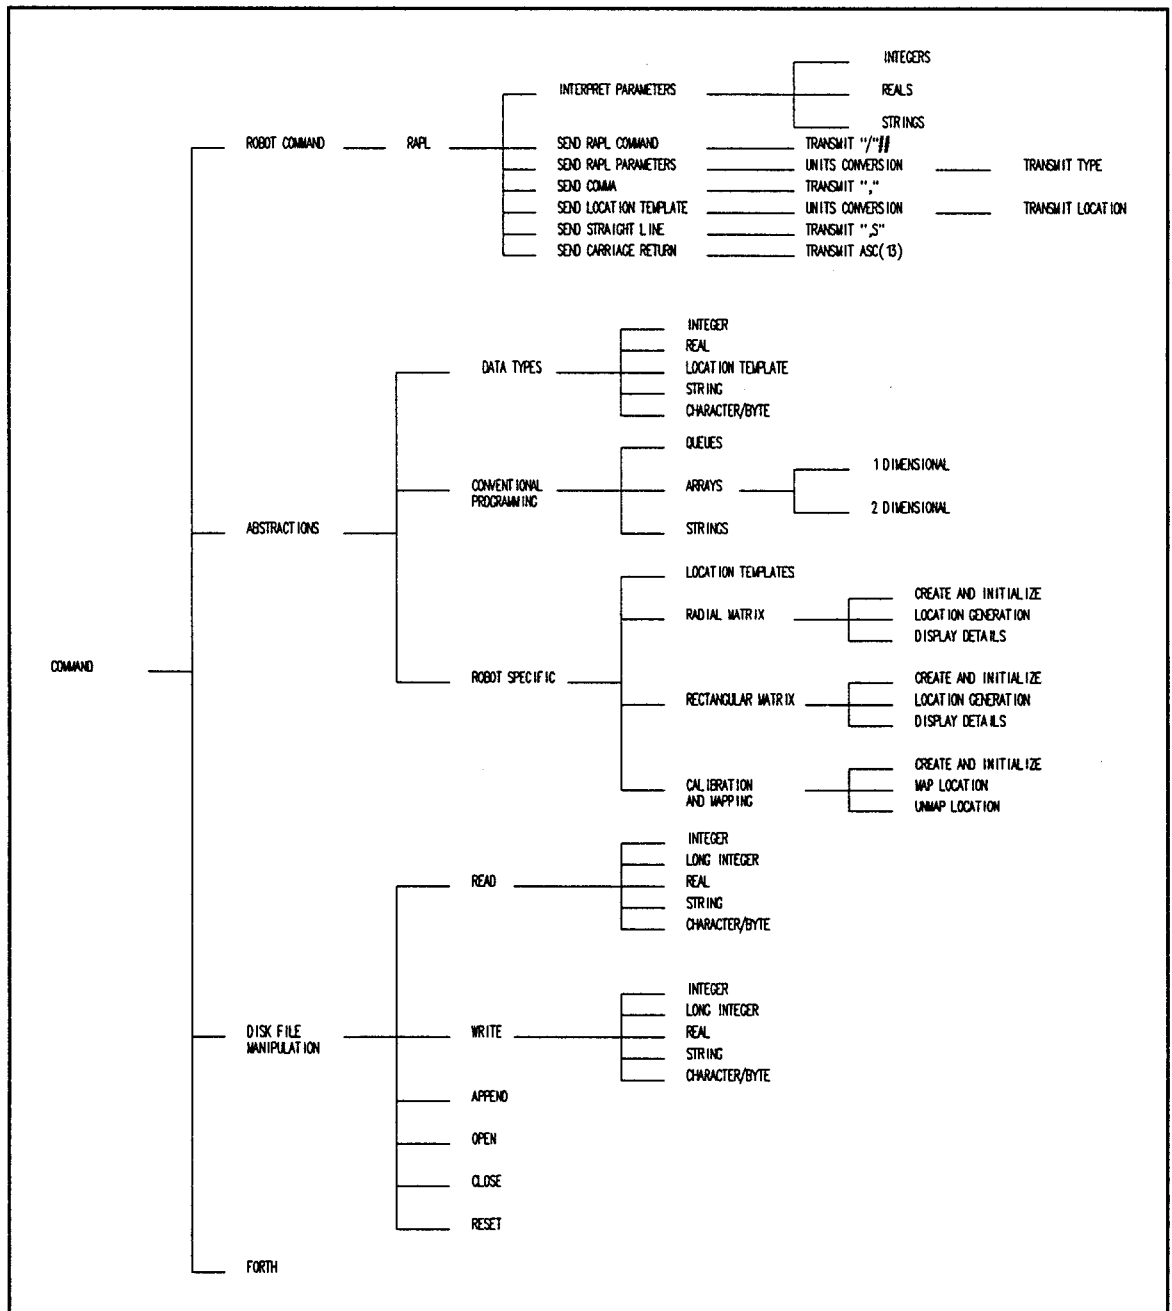 INTEGERS
INTERPRET PARAMETERS
REALS
STRINGS
ROBOT COMMAND
RAPL
SEND RAPL COMMAND
TRANSMIT "/"//
SEND RAPL PARAMETERS
UNITS CONVERSION
TRANSMIT TYPE
SEND COMMA
TRANSMIT ","
SEND LOCATION TEMPLATE
UNITS CONVERSION
TRANSMIT LOCATION
SEND STRAIGHT LINE
TRANSMIT ",S"
SEND CARRIAGE RETURN
TRANSMIT ASC(13)
INTEGER
REAL
DATA TYPES
LOCATION TEMPLATE
STRING
CHARACTER/BYTE
QUEUES
1 DIMENSIONAL
CONVENTIONAL
PROGRAMMING
ARRAYS
2 DIMENSIONAL
ABSTRACTIONS
STRINGS
LOCATION TEMPLATES
CREATE AND INITIALIZE
RADIAL MATRIX
LOCATION GENERATION
DISPLAY DETAILS
COMMAND
ROBOT SPECIFIC
CREATE AND INITIALIZE
RECTANGULAR MATRIX
LOCATION GENERATION
DISPLAY DETAILS
CREATE AND INITIALIZE
CALIBRATION
AND MAPPING
MAP LOCATION
UNMAP LOCATION
INTEGER
LONG INTEGER
READ
REAL
STRING
CHARACTER/BYTE
INTEGER
LONG INTEGER
DISK FILE
MANIPULATION
WRITE
REAL
STRING
CHARACTER/BYTE
APPEND
OPEN
CLOSE
RESET
FORTH